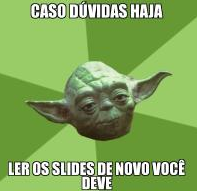 CASO DÚVIDAS HAJA
LER OS SLIDES DE NOVO VOCÊ
DEVE